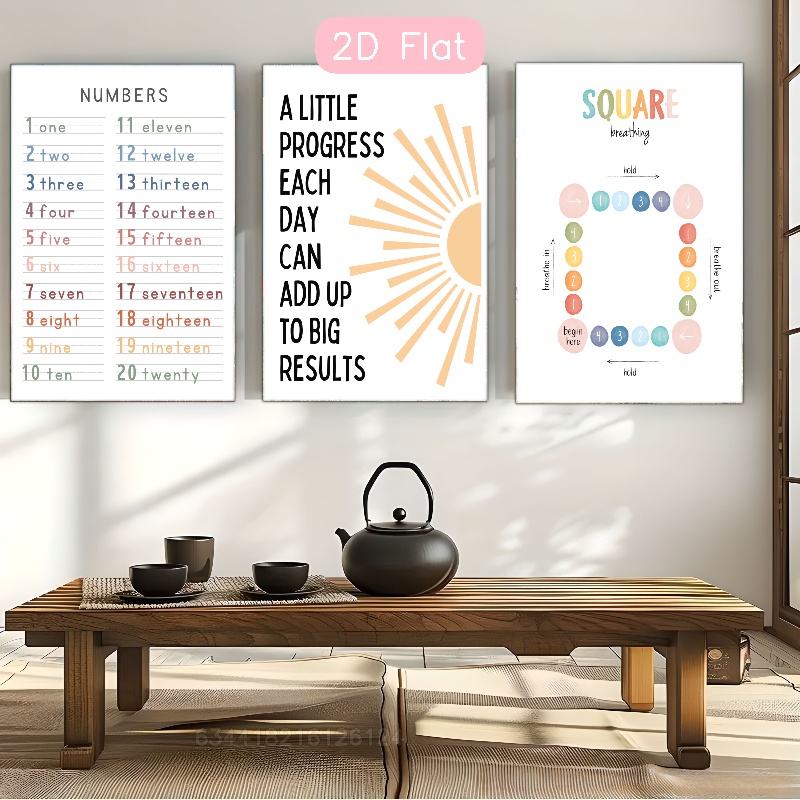 2D Flat
NUMBERS
1 one
2 two
3 three
4 four
5 five
6 six
7 seven
8 eight
9 nine
10 ten
11 eleven
12 twelve
13 thirteen
14 fourteen
15 fifteen
16 sixteen
17 seventeen
18 eighteen
19 nineteen
20 twenty
A LITTLE
PROGRESS
EACH
DAY
CAN
ADD UP
TO BIG
RESULTS
SQUARE
breathing
hold
1 2 3 4
breathe out
1
2
3
4
hold
4 3 2 1
begin
here
breathe in
4
3
2
1